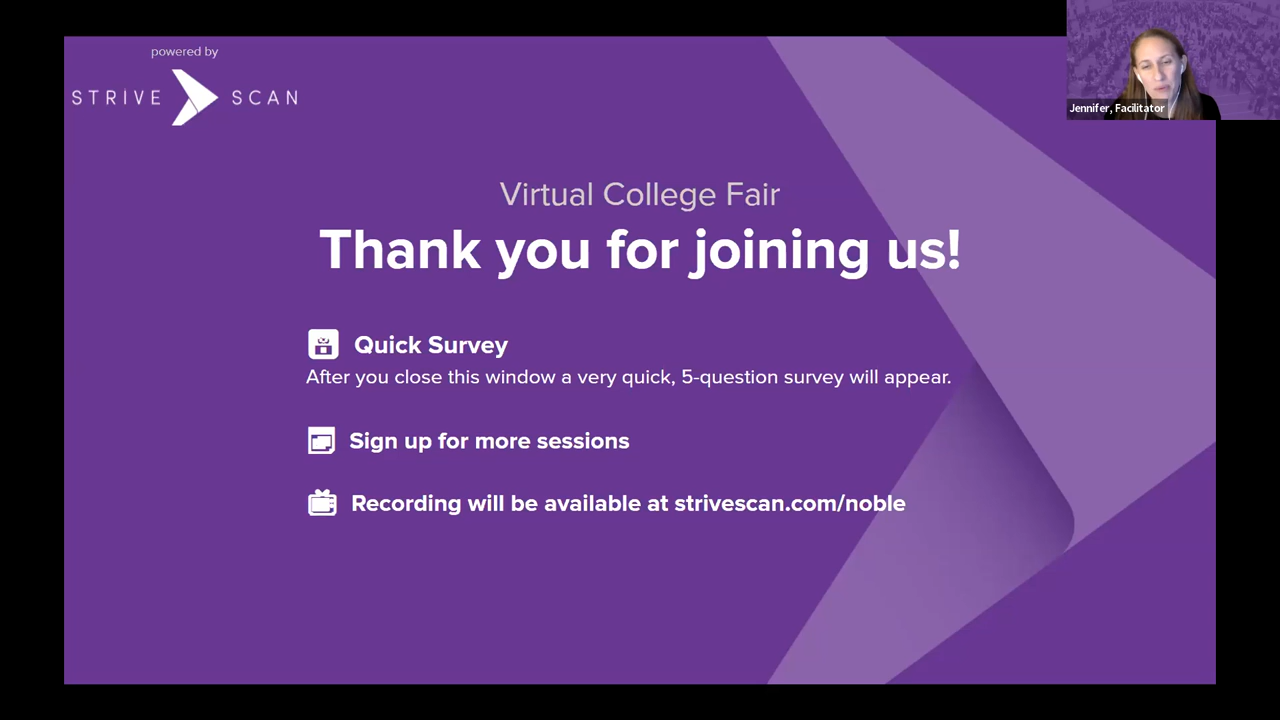 powered by
STRIVE SCAN
Jennifer, Facilitator
Virtual College Fair
Thank you for joining us!
Quick Survey
After you close this window a very quick, 5-question survey will appear.
Sign up for more sessions
Recording will be available at strivescan.com/noble